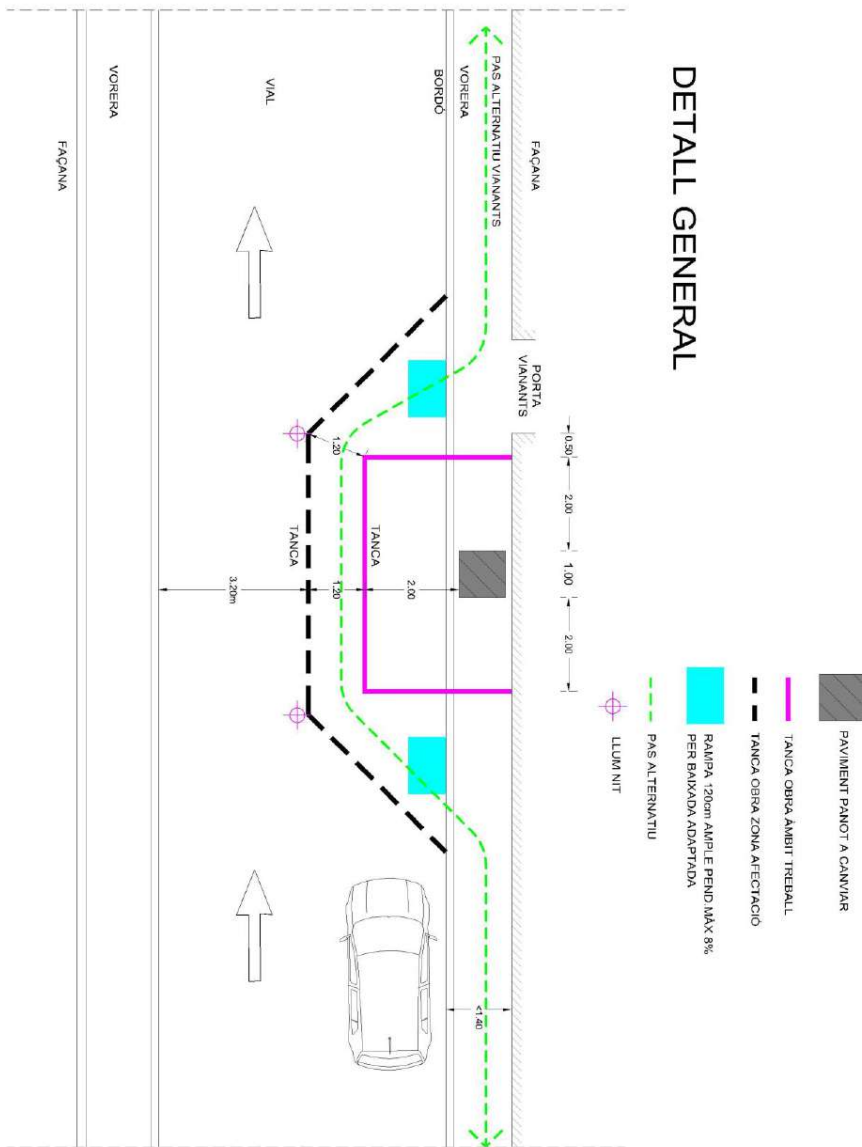 DETALL GENERAL
PAVIMENT PANOT A CANVIAR
TANCA OBRA ÀMBIT TREBALL
TANCA OBRA ZONA AFECTACIÓ
RAMPA 120cm AMPLE PEND.MÀX 8%
PER BAIXADA ADAPTADA
PAS ALTERNATIU
LLUM NIT
0.50
2.00
1.00
2.00
FAÇANA
PORTA
VIANANTS
PAS ALTERNATIU VIANANTS
VORERA
BORDÓ
<1.40
1.20
TANCA
2.00
TANCA
1.20
3.20m
VIAL
VORERA
FAÇANA